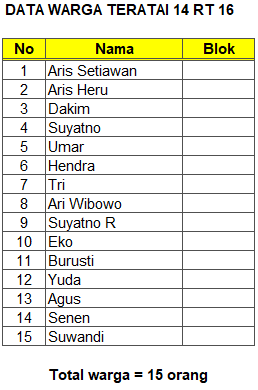 DATA WARGA TERATAI 14 RT 16
No Nama Blok
1 Aris Setiawan
2 Aris Heru
3 Dakim
4 Suyatno
5 Umar
6 Hendra
7 Tri
8 Ari Wibowo
9 Suyatno R
10 Eko
11 Burusti
12 Yuda
13 Agus
14 Senen
15 Suwandi
Total warga = 15 orang